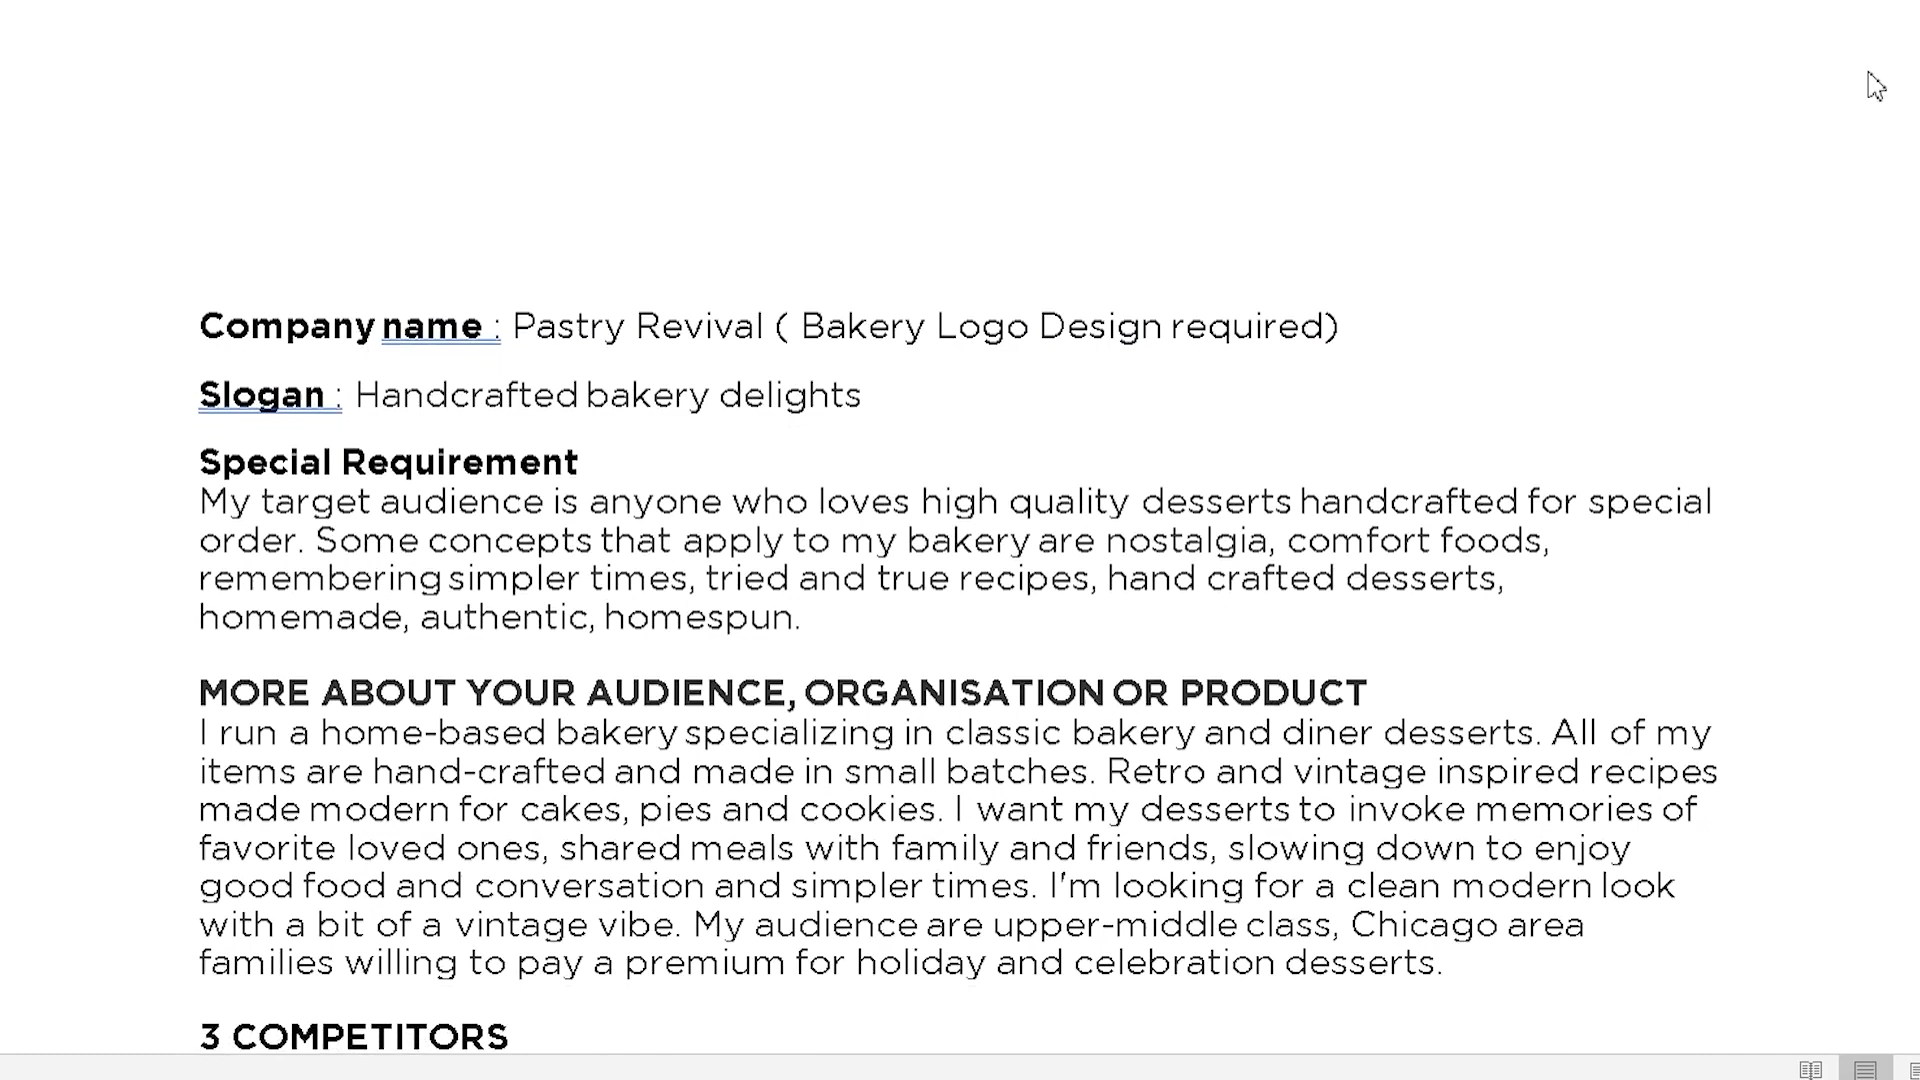 Company name : Pastry Revival ( Bakery Logo Design required)
Slogan : Handcrafted bakery delights
Special Requirement
My target audience is anyone who loves high quality desserts handcrafted for special
order. Some concepts that apply to my bakery are nostalgia, comfort foods,
remembering simpler times, tried and true recipes, hand crafted desserts,
homemade, authentic, homespun.
MORE ABOUT YOUR AUDIENCE, ORGANISATION OR PRODUCT
I run a home-based bakery specializing in classic bakery and diner desserts. All of my
items are hand-crafted and made in small batches. Retro and vintage inspired recipes
made modern for cakes, pies and cookies. I want my desserts to invoke memories of
favorite loved ones, shared meals with family and friends, slowing down to enjoy
good food and conversation and simpler times. I'm looking for a clean modern look
with a bit of a vintage vibe. My audience are upper-middle class, Chicago area
families willing to pay a premium for holiday and celebration desserts.
3 COMPETITORS